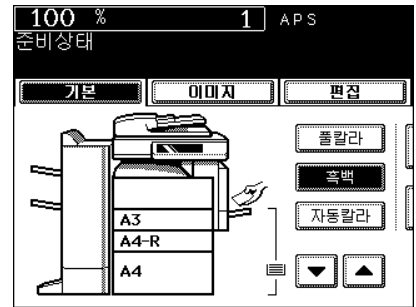 100 % 1 APS
준비상태
기본 이미지 편집
풀칼라
흑백
자동칼라
A3
A4-R
A4